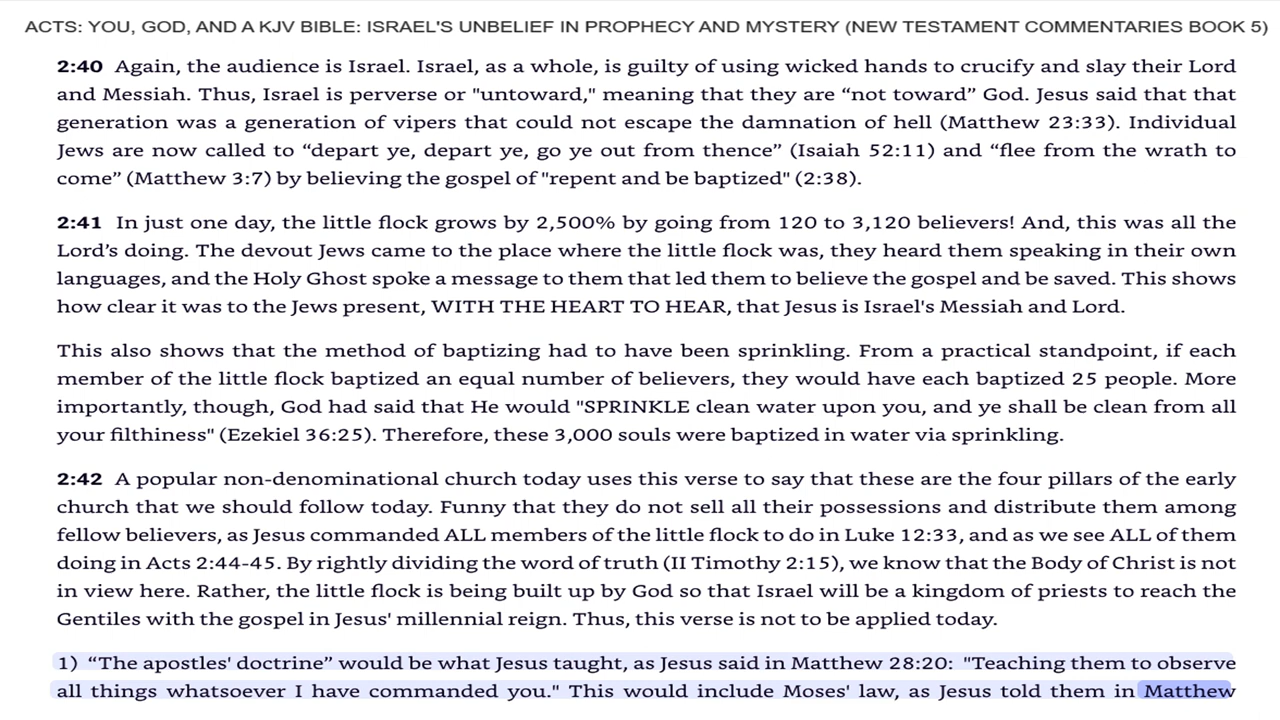 ACTS: YOU, GOD, AND A KJV BIBLE: ISRAEL'S UNBELIEF IN PROPHECY AND MYSTERY (NEW TESTAMENT COMMENTARIES BOOK 5)
2:40 Again, the audience is Israel. Israel, as a whole, is guilty of using wicked hands to crucify and slay their Lord
and Messiah. Thus, Israel is perverse or "untoward," meaning that they are “not toward” God. Jesus said that that
generation was a generation of vipers that could not escape the damnation of hell (Matthew 23:33). Individual
Jews are now called to “depart ye, depart ye, go ye out from thence” (Isaiah 52:11) and “flee from the wrath to
come” (Matthew 3:7) by believing the gospel of "repent and be baptized" (2:38).
2:41 In just one day, the little flock grows by 2,500% by going from 120 to 3,120 believers! And, this was all the
Lord’s doing. The devout Jews came to the place where the little flock was, they heard them speaking in their own
languages, and the Holy Ghost spoke a message to them that led them to believe the gospel and be saved. This shows
how clear it was to the Jews present, WITH THE HEART TO HEAR, that Jesus is Israel's Messiah and Lord.
This also shows that the method of baptizing had to have been sprinkling. From a practical standpoint, if each
member of the little flock baptized an equal number of believers, they would have each baptized 25 people. More
importantly, though, God had said that He would "SPRINKLE clean water upon you, and ye shall be clean from all
your filthiness" (Ezekiel 36:25). Therefore, these 3,000 souls were baptized in water via sprinkling.
2:42 A popular non-denominational church today uses this verse to say that these are the four pillars of the early
church that we should follow today. Funny that they do not sell all their possessions and distribute them among
fellow believers, as Jesus commanded ALL members of the little flock to do in Luke 12:33, and as we see ALL of them
doing in Acts 2:44-45. By rightly dividing the word of truth (II Timothy 2:15), we know that the Body of Christ is not
in view here. Rather, the little flock is being built up by God so that Israel will be a kingdom of priests to reach the
Gentiles with the gospel in Jesus' millennial reign. Thus, this verse is not to be applied today.
1) “The apostles' doctrine” would be what Jesus taught, as Jesus said in Matthew 28:20: "Teaching them to observe
all things whatsoever I have commanded you." This would include Moses' law, as Jesus told them in Matthew